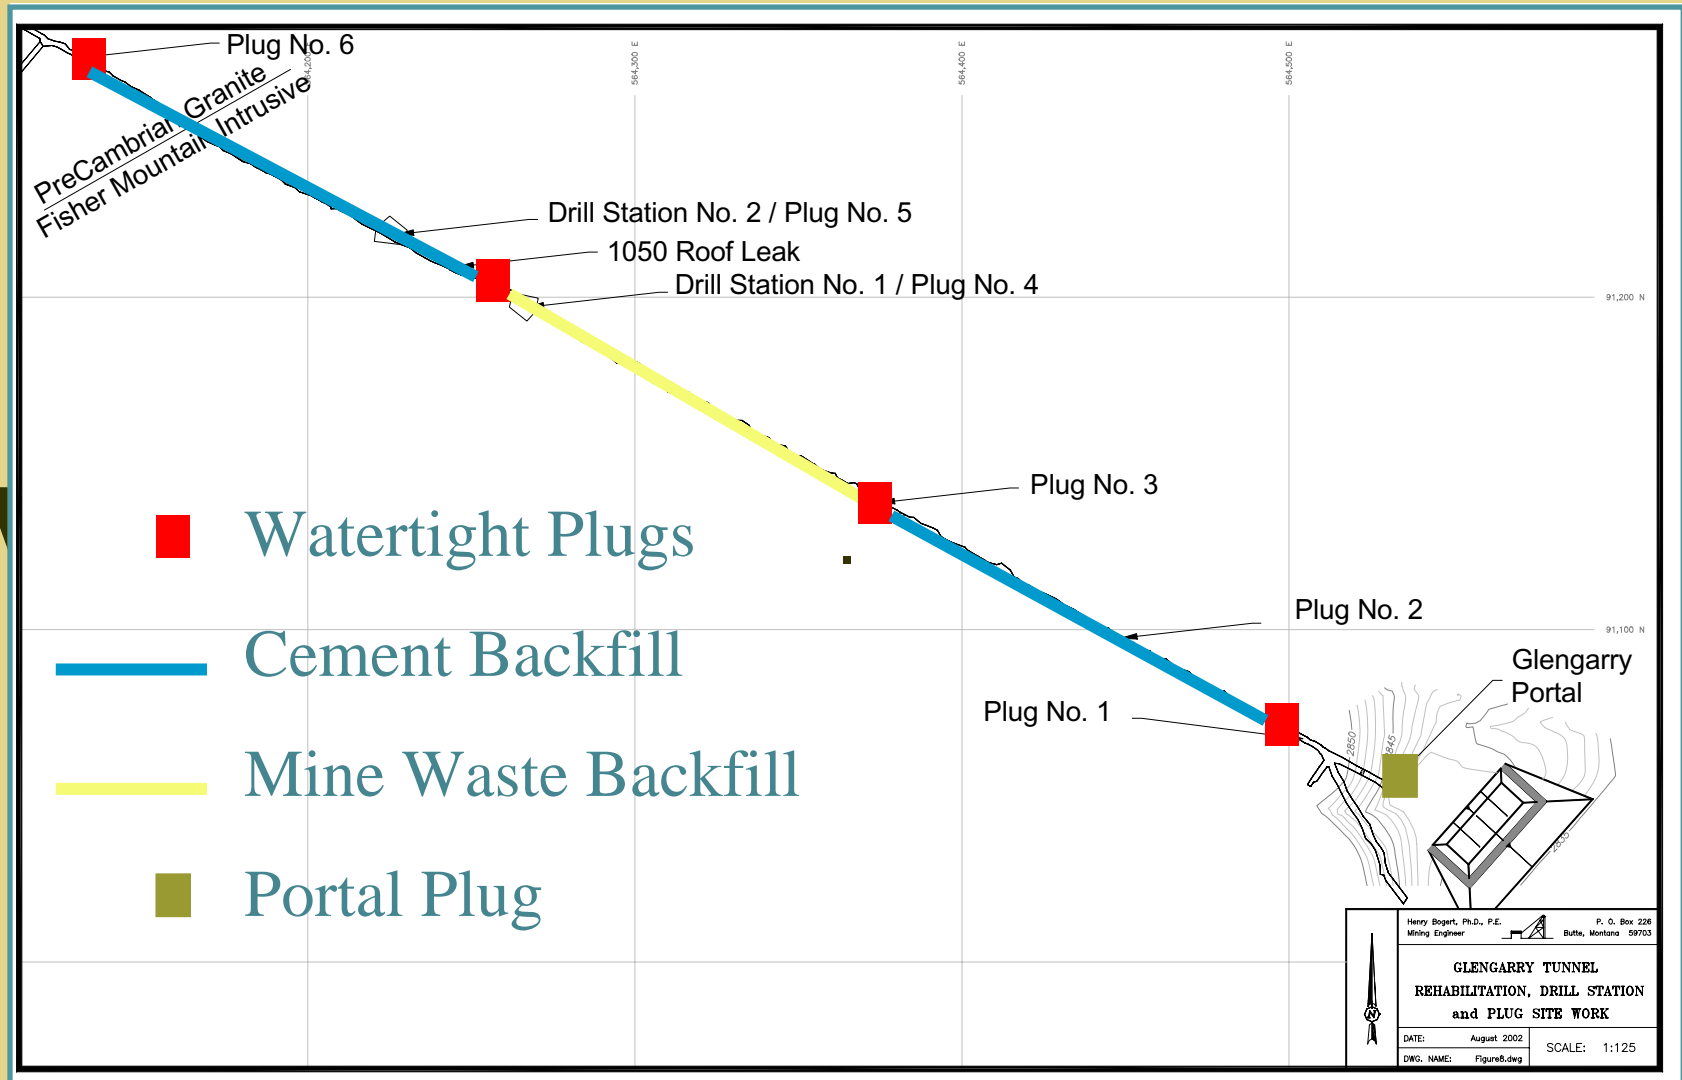 Plug No. 6
564,200 E
564,300 E
564,400 E
564,500 E
PreCambrian Granite
Fisher Mountain Intrusive
Drill Station No. 2 / Plug No. 5
1050 Roof Leak
Drill Station No. 1 / Plug No. 4
91,200 N
Plug No. 3
Watertight Plugs
Plug No. 2
91,100 N
Cement Backfill
Glengarry
Portal
Plug No. 1
2850
2845
Mine Waste Backfill
2835
Portal Plug
Henry Bogert, Ph.D., P.E.
Mining Engineer
P. O. Box 226
Butte, Montana 59703
GLENGARRY TUNNEL
REHABILITATION, DRILL STATION
and PLUG SITE WORK
N
DATE: August 2002
DWG. NAME: Figure8.dwg
SCALE: 1:125